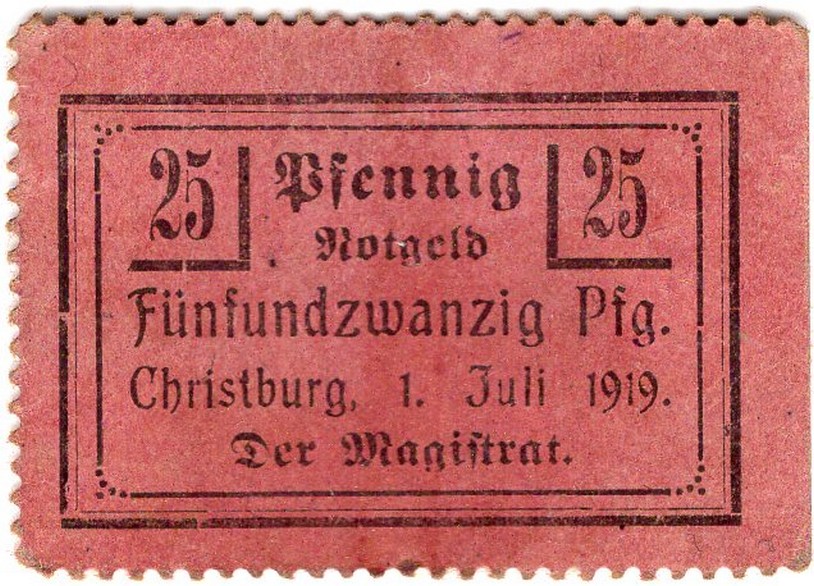 25 Pfennig 25
Notgeld
Fünfundzwanzig Pfg.
Christburg, 1. Juli 1919.
Der Magistrat.